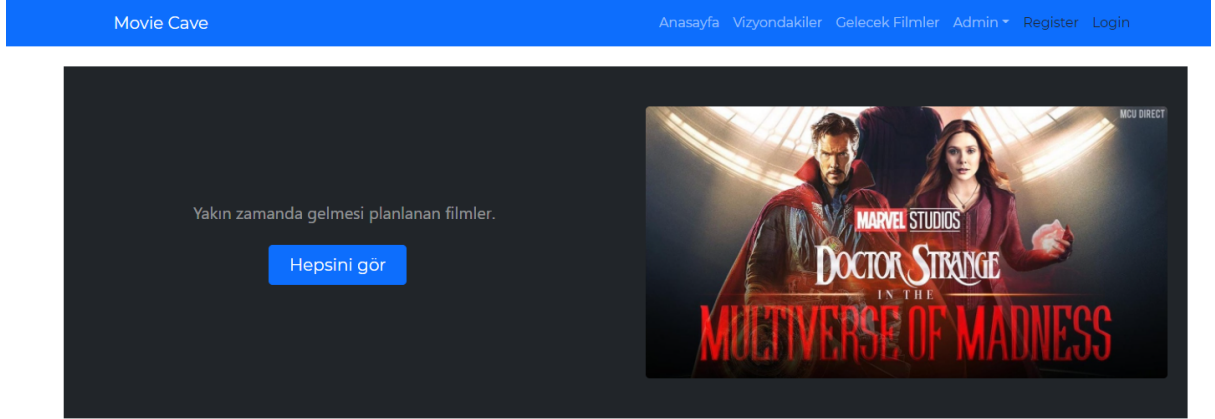 Movie Cave
Anasayfa Vizyondakiler Gelecek Filmler Admin Register Login
MCU DIRECT
Yakın zamanda gelmesi planlanan filmler.
Hepsini gör
MARVEL STUDIOS
DOCTOR STRANGE
IN THE
MULTIVERSE OF MADNESS